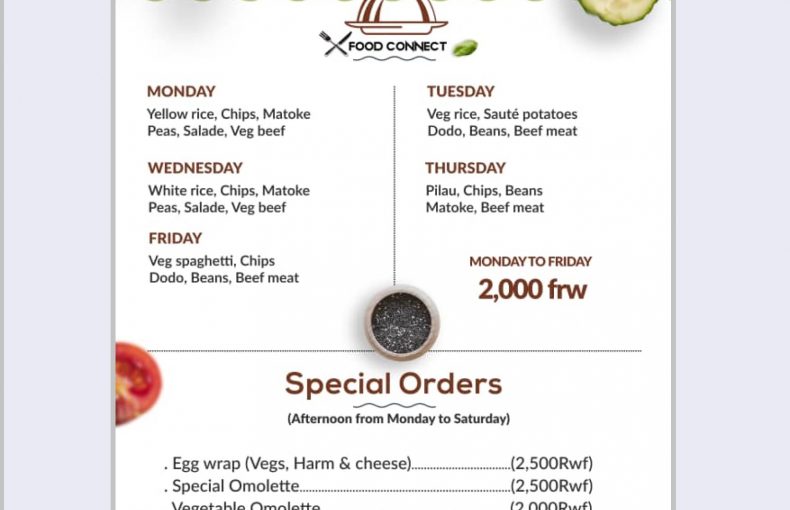 FOOD CONNECT
MONDAY
Yellow rice, Chips, Matoke
Peas, Salade, Veg beef
TUESDAY
Veg rice, Sauté potatoes
Dodo, Beans, Beef meat
WEDNESDAY
White rice, Chips, Matoke
Peas, Salade, Veg beef
THURSDAY
Pilau, Chips, Beans
Matoke, Beef meat
FRIDAY
Veg spaghetti, Chips
Dodo, Beans, Beef meat
MONDAY TO FRIDAY
2,000 frw
Special Orders
(Afternoon from Monday to Saturday)
. Egg wrap (Vegs, Harm & cheese)................................(2,500Rwf)
. Special Omolette....................................................(2,500Rwf)
. Vegetable Omolette...............................................(2,000Rwf)